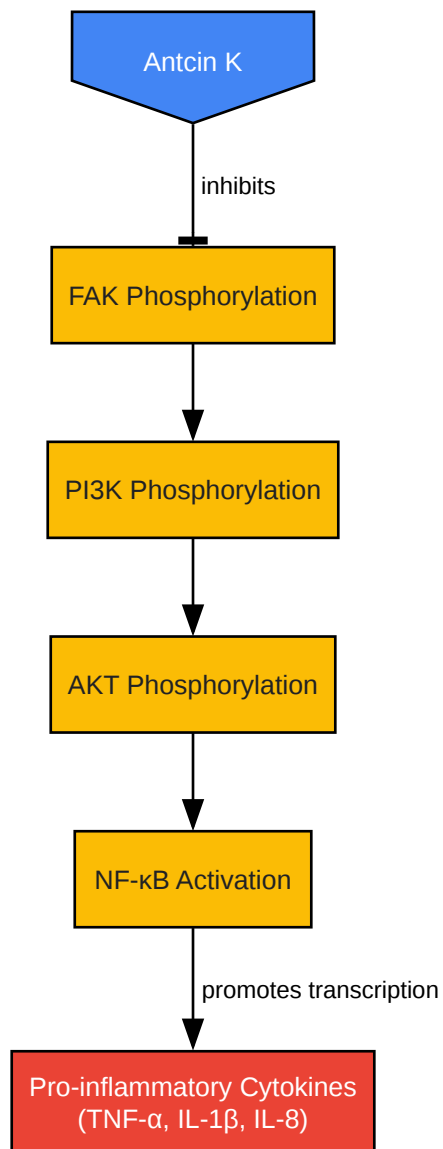 Antcin K
inhibits
FAK Phosphorylation
PI3K Phosphorylation
AKT Phosphorylation
NF-κB Activation
promotes transcription
Pro-inflammatory Cytokines
(TNF-α, IL-1β, IL-8)